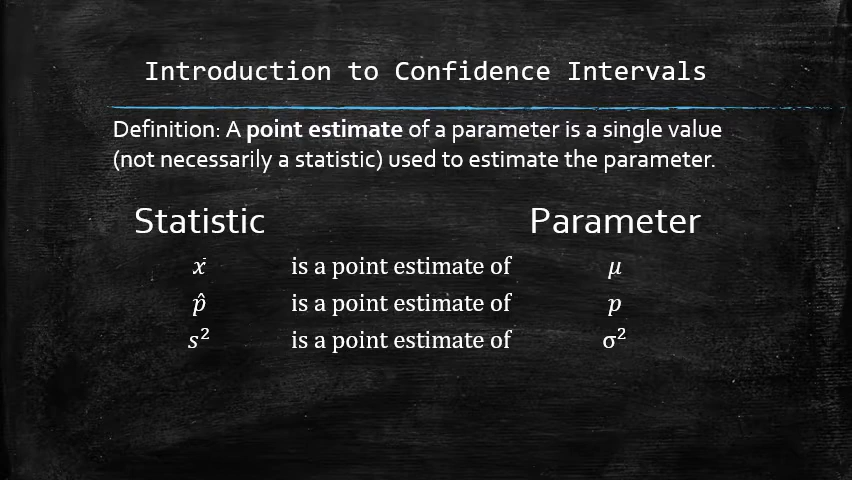 Introduction to Confidence Intervals
Definition: A point estimate of a parameter is a single value
(not necessarily a statistic) used to estimate the parameter.
Statistic Parameter
x̄ is a point estimate of μ
p̂ is a point estimate of p
s² is a point estimate of σ²